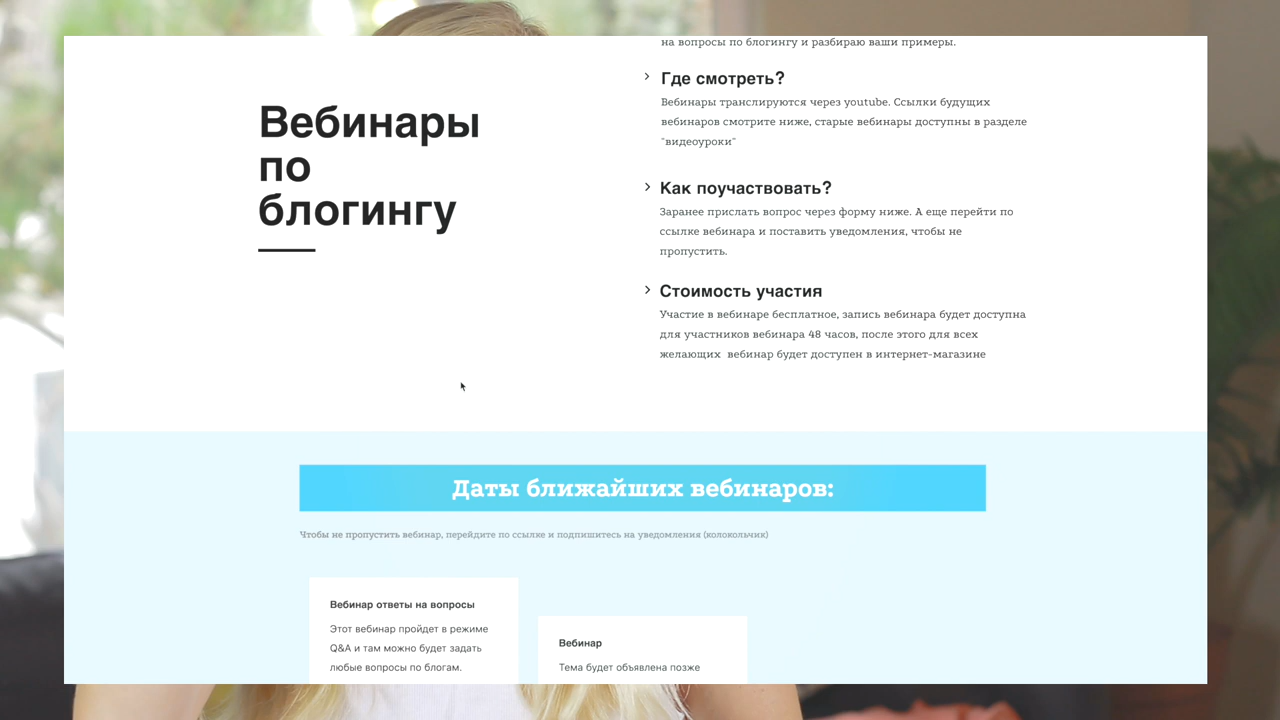 Вебинары
по
блогингу
на вопросы по блогингу и разбираю ваши примеры.
Где смотреть?
Вебинары транслируются через youtube. Ссылки будущих
вебинаров смотрите ниже, старые вебинары доступны в разделе
"видеоуроки"
Как поучаствовать?
Заранее прислать вопрос через форму ниже. А еще перейти по
ссылке вебинара и поставить уведомления, чтобы не
пропустить.
Стоимость участия
Участие в вебинаре бесплатное, запись вебинара будет доступна
для участников вебинара 48 часов, после этого для всех
желающих  вебинар будет доступен в интернет-магазине
Даты ближайших вебинаров:
Чтобы не пропустить вебинар, перейдите по ссылке и подпишитесь на уведомления (колокольчик)
Вебинар ответы на вопросы
Этот вебинар пройдет в режиме
Q&A и там можно будет задать
любые вопросы по блогам.
Вебинар
Тема будет объявлена позже